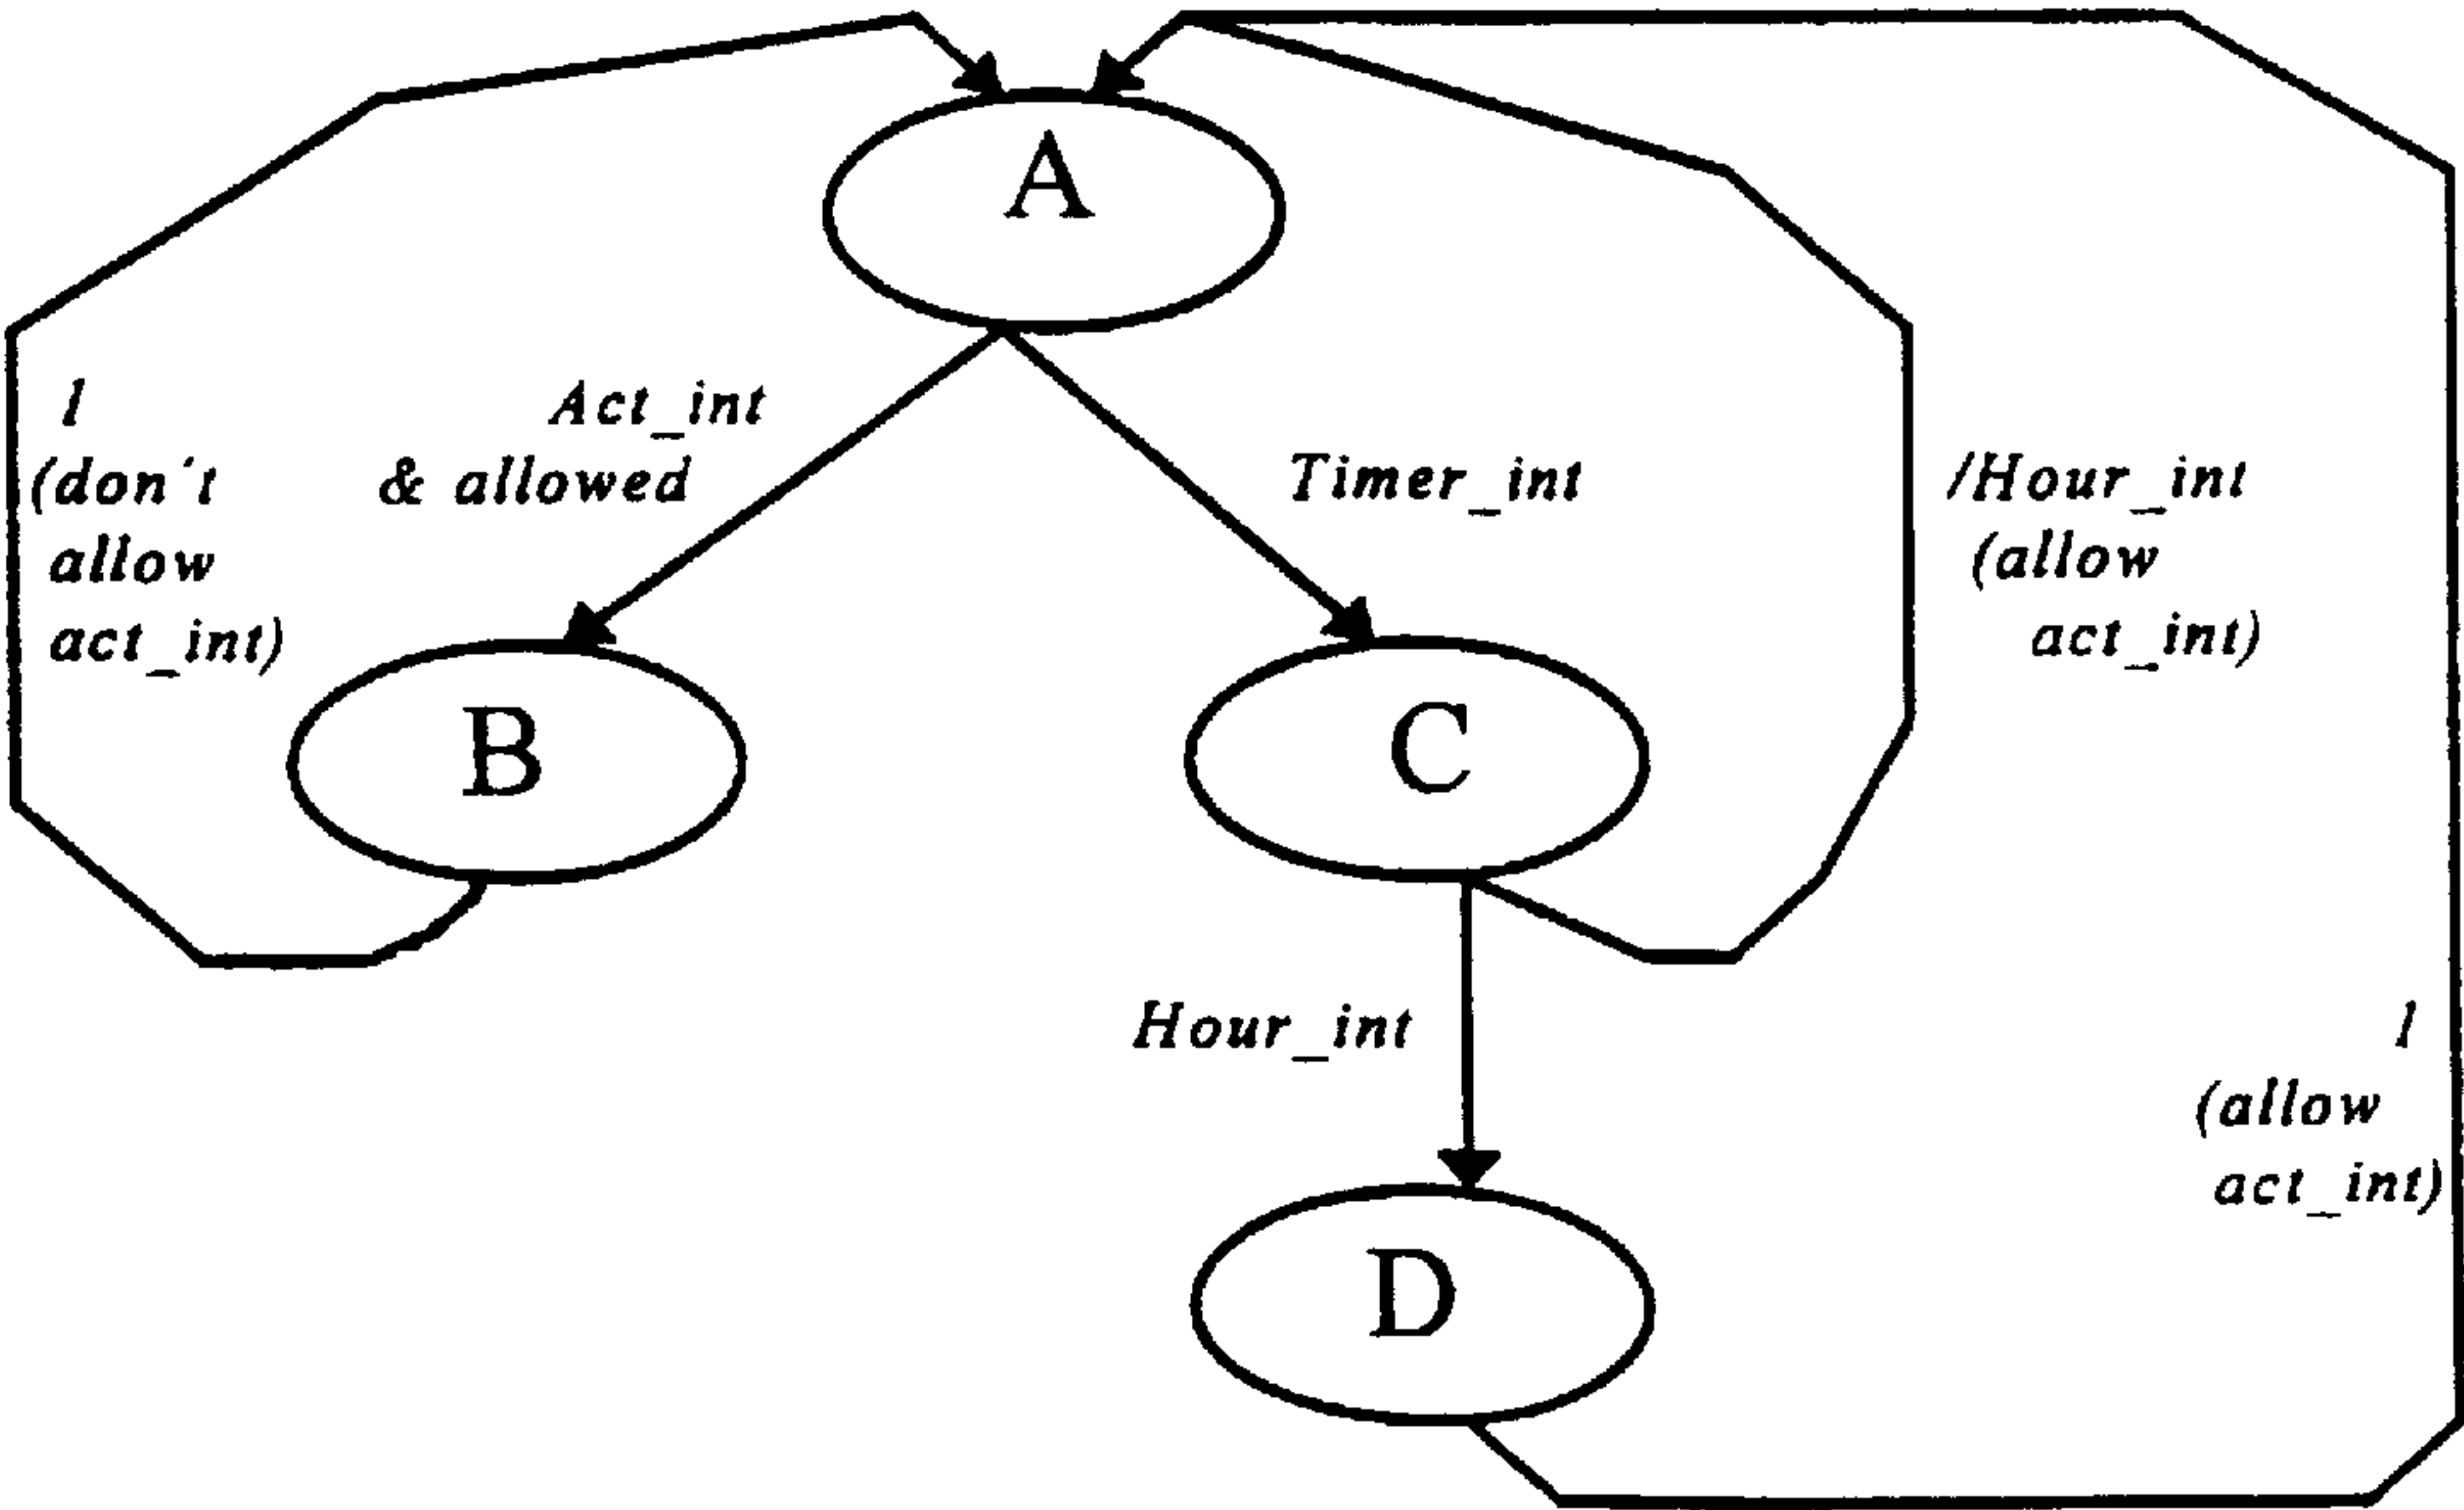 A
1
(don't
allow
act_int)
Act_int
& allowed
Timer_int
/Hour_int
(allow
act_int)
B
C
Hour_int
1
(allow
act_int)
D